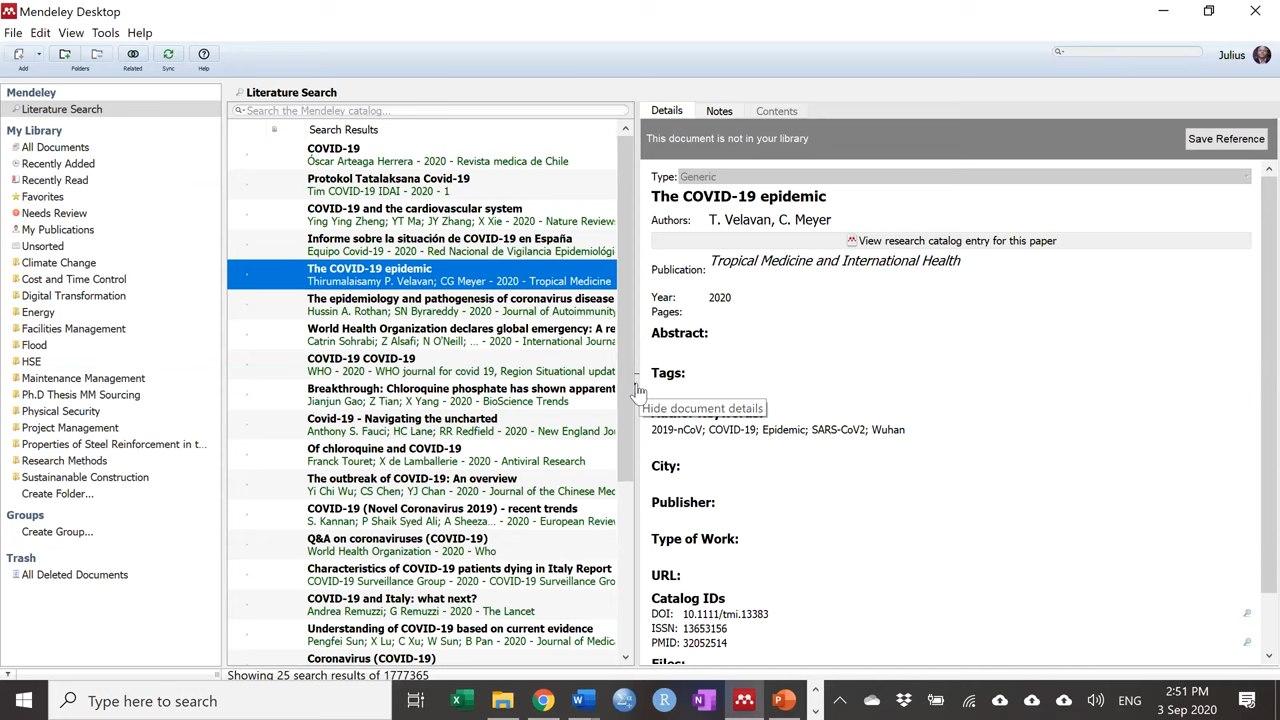 Mendeley Desktop
File Edit View Tools Help
Add Folders Related Sync Help
Julius
Mendeley
Literature Search
My Library
All Documents
Recently Added
Recently Read
Favorites
Needs Review
My Publications
Unsorted
Climate Change
Cost and Time Control
Digital Transformation
Energy
Facilities Management
Flood
HSE
Maintenance Management
Ph.D Thesis MM Sourcing
Physical Security
Project Management
Properties of Steel Reinforcement in t...
Research Methods
Sustainanable Construction
Create Folder...
Groups
Create Group...
Trash
All Deleted Documents
Literature Search
Search the Mendeley catalog...
Search Results
COVID-19
Óscar Arteaga Herrera - 2020 - Revista medica de Chile
Protokol Tatalaksana Covid-19
Tim COVID-19 IDAI - 2020 - 1
COVID-19 and the cardiovascular system
Ying Ying Zheng; YT Ma; JY Zhang; X Xie - 2020 - Nature Reviews
Informe sobre la situación de COVID-19 en España
Equipo Covid-19 - 2020 - Red Nacional de Vigilancia Epidemiológi
The COVID-19 epidemic
Thirumalaisamy P. Velavan; CG Meyer - 2020 - Tropical Medicine
The epidemiology and pathogenesis of coronavirus disease
Hussin A. Rothan; SN Byrareddy - 2020 - Journal of Autoimmunity
World Health Organization declares global emergency: A re
Catrin Sohrabi; Z Alsafi; N O'Neill; ... - 2020 - International Journa
COVID-19 COVID-19
WHO - 2020 - WHO journal for covid 19, Region Situational updat
Breakthrough: Chloroquine phosphate has shown apparent
Jianjun Gao; Z Tian; X Yang - 2020 - BioScience Trends
Covid-19 - Navigating the uncharted
Anthony S. Fauci; HC Lane; RR Redfield - 2020 - New England Jo
Of chloroquine and COVID-19
Franck Touret; X de Lamballerie - 2020 - Antiviral Research
The outbreak of COVID-19: An overview
Yi Chi Wu; CS Chen; YJ Chan - 2020 - Journal of the Chinese Med
COVID-19 (Novel Coronavirus 2019) - recent trends
S. Kannan; P Shaik Syed Ali; A Sheeza... - 2020 - European Revie
Q&A on coronaviruses (COVID-19)
World Health Organization - 2020 - Who
Characteristics of COVID-19 patients dying in Italy Report
COVID-19 Surveillance Group - 2020 - COVID-19 Surveillance Gro
COVID-19 and Italy: what next?
Andrea Remuzzi; G Remuzzi - 2020 - The Lancet
Understanding of COVID-19 based on current evidence
Pengfei Sun; X Lu; C Xu; W Sun; B Pan - 2020 - Journal of Medic
Coronavirus (COVID-19)
Showing 25 search results of 1777365
Details Notes Contents
This document is not in your library
Save Reference
Type: Generic
The COVID-19 epidemic
Authors: T. Velavan, C. Meyer
View research catalog entry for this paper
Publication: Tropical Medicine and International Health
Year: 2020
Pages:
Abstract:
Tags:
Hide document details
2019-nCoV; COVID-19; Epidemic; SARS-CoV2; Wuhan
City:
Publisher:
Type of Work:
URL:
Catalog IDs
DOI: 10.1111/tmi.13383
ISSN: 13653156
PMID: 32052514
Files:
Type here to search
ENG
2:51 PM
3 Sep 2020